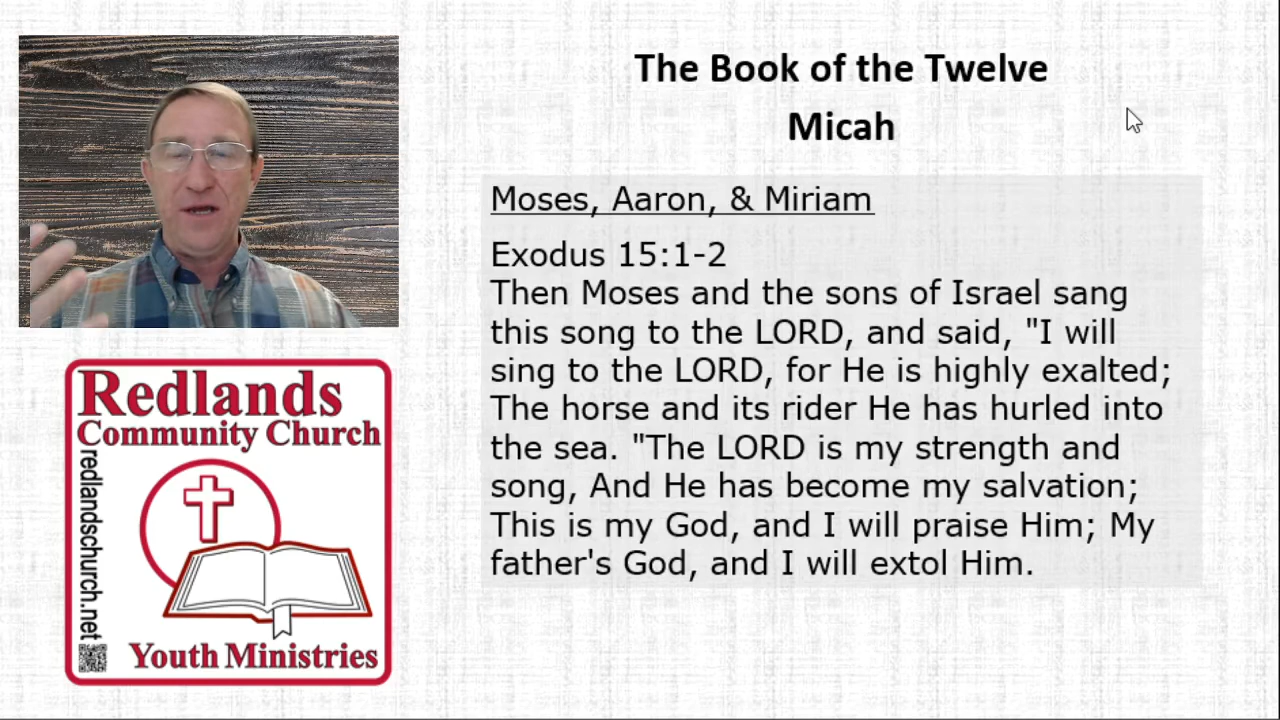 The Book of the Twelve
Micah
Moses, Aaron, & Miriam
Exodus 15:1-2
Then Moses and the sons of Israel sang
this song to the LORD, and said, "I will
sing to the LORD, for He is highly exalted;
The horse and its rider He has hurled into
the sea. "The LORD is my strength and
song, And He has become my salvation;
This is my God, and I will praise Him; My
father's God, and I will extol Him.
Redlands
Community Church
redlandschurch.net
Youth Ministries